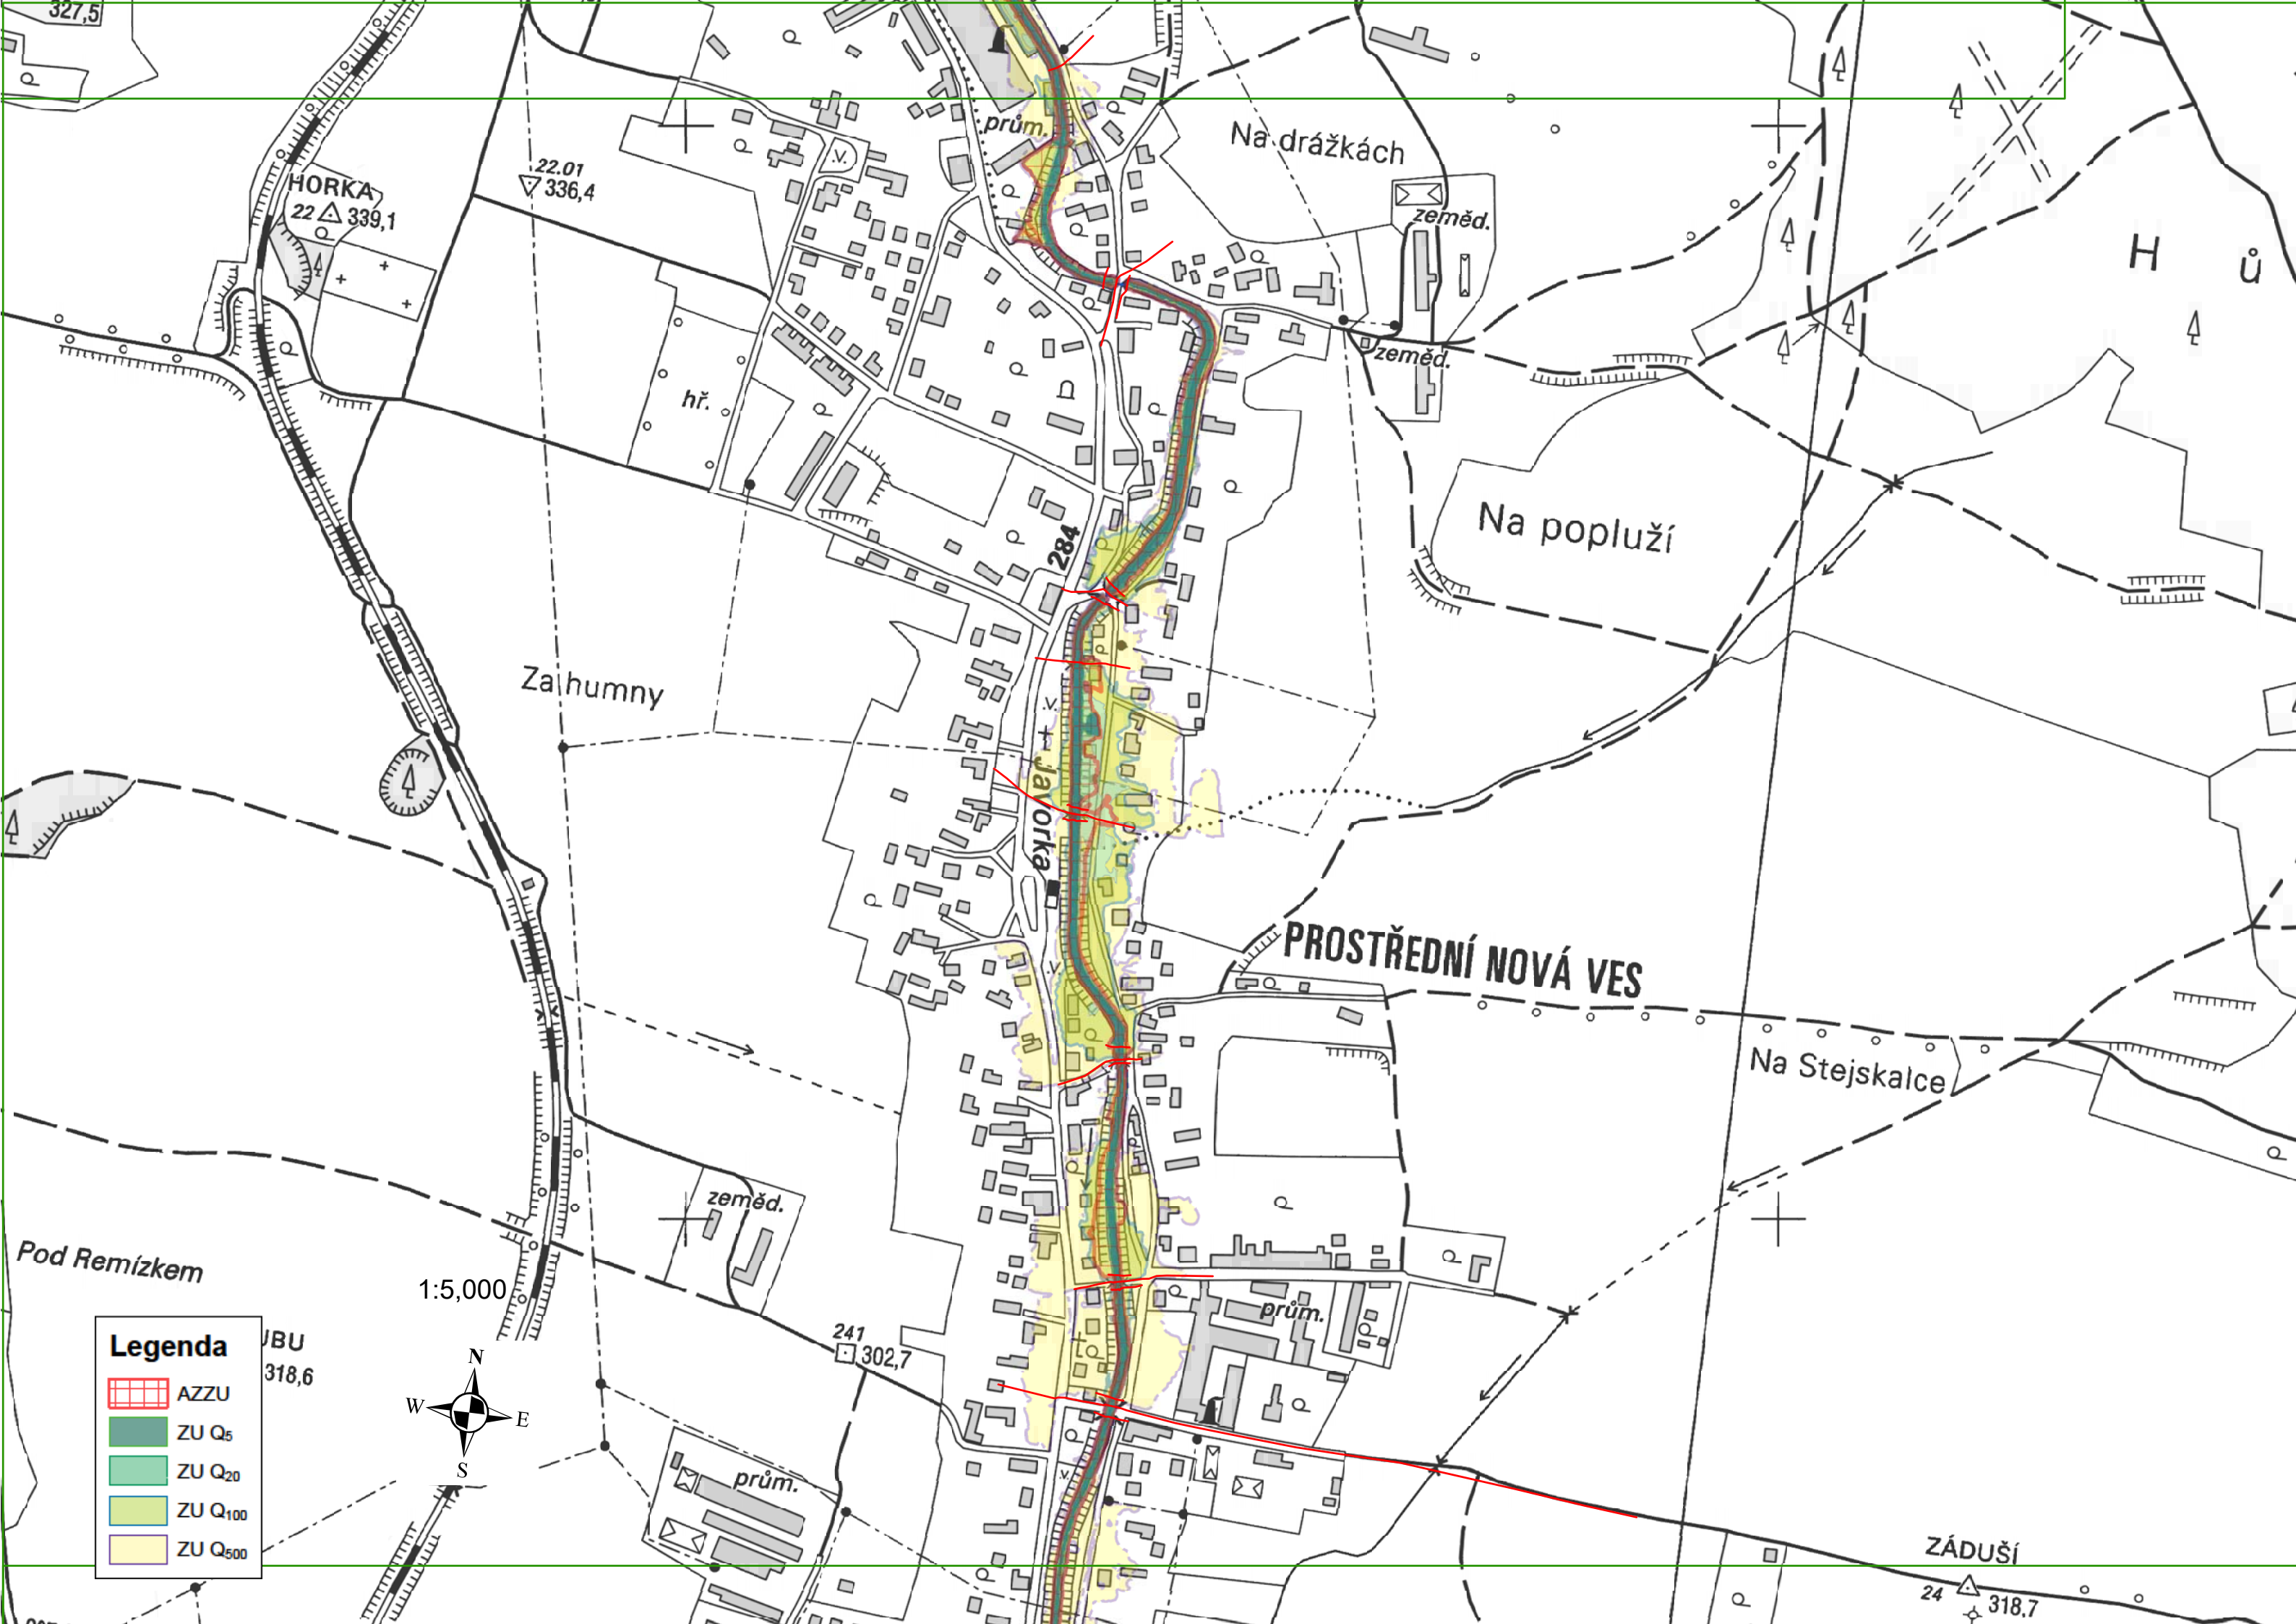 327,5
prům.
Na drážkách
22.01
336,4
HORKA
22 339,1
zeměd.
H ů
zeměd.
hř.
284
Na popluží
Za humny
Javorka
PROSTŘEDNÍ NOVÁ VES
Na Stejskalce
zeměd.
Pod Remízkem
1:5,000
prům.
241
302,7
Legenda
AZZU
ZU Q5
ZU Q20
ZU Q100
ZU Q500
JBU
318,6
N
W
E
S
prům.
ZÁDUŠÍ
24
318,7